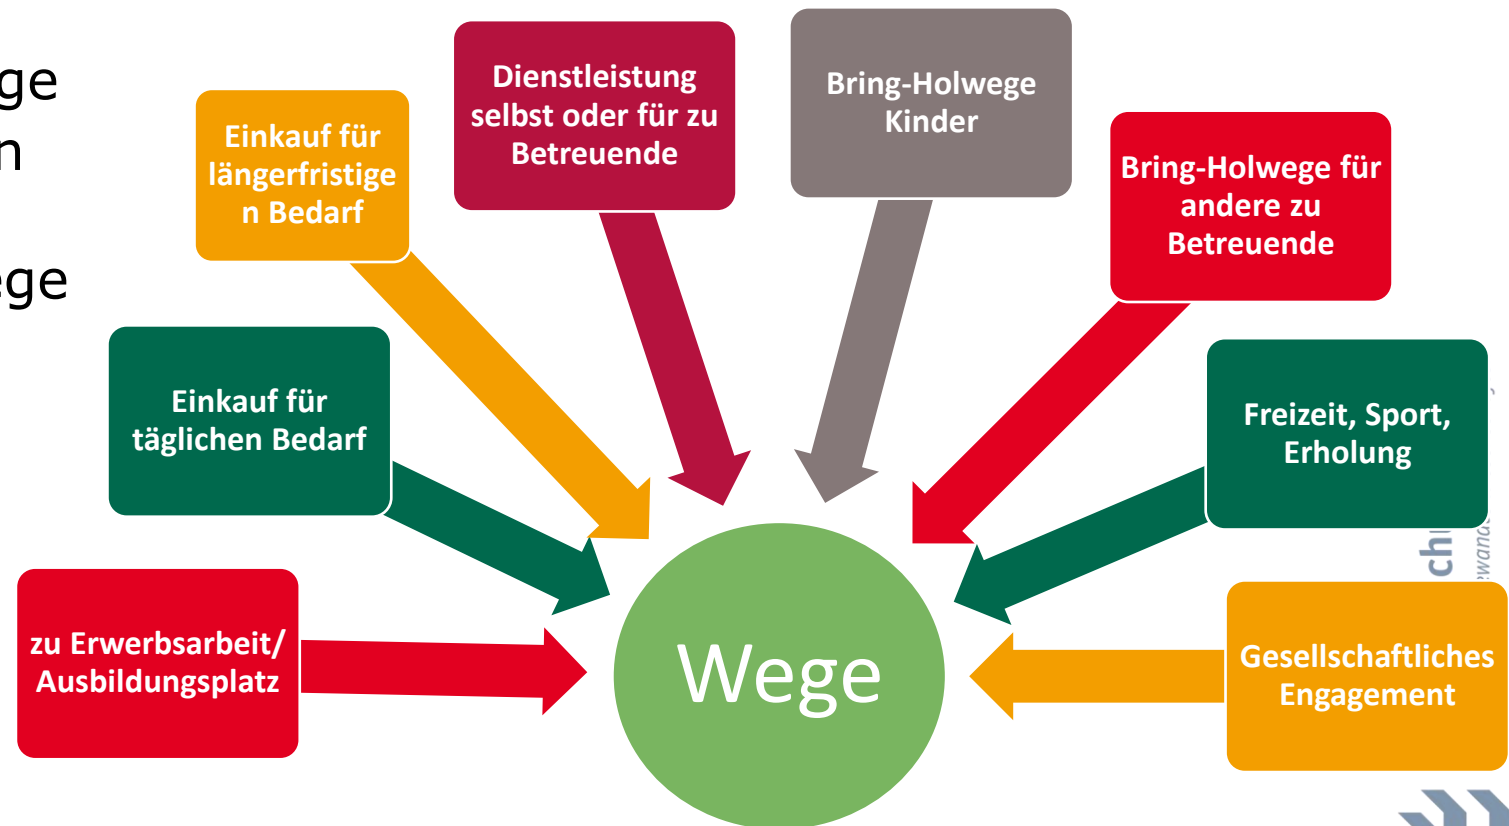 Dienstleistung
selbst oder für zu
Betreuende
Bring-Holwege
Kinder
Einkauf für
längerfristige
n Bedarf
Bring-Holwege für
andere zu
Betreuende
Einkauf für
täglichen Bedarf
Freizeit, Sport,
Erholung
zu Erwerbsarbeit/
Ausbildungsplatz
Wege
Gesellschaftliches
Engagement